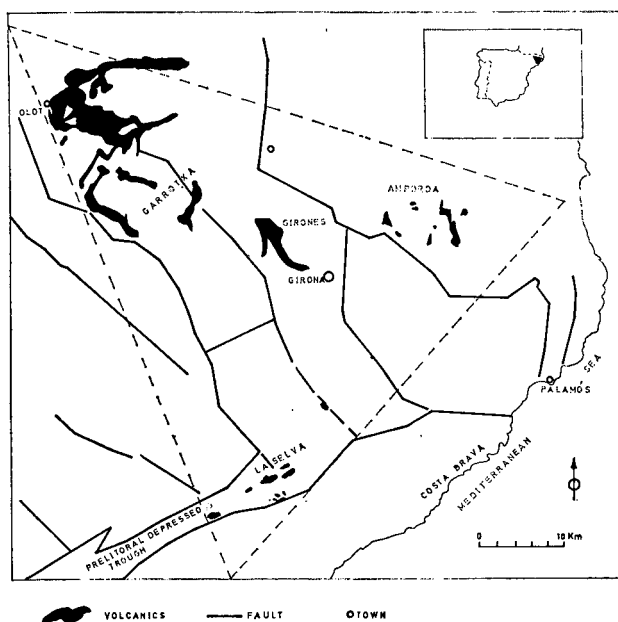 OLOT
GARROTXA
AMPORDA
GIRONES
GIRONA
SEA
PALAMÓS
LA SELVA
COSTA BRAVA
MEDITERRANEAN
PRELITORAL DEPRESSED
TROUGH
0 10 Km
VOLCANICS FAULT TOWN